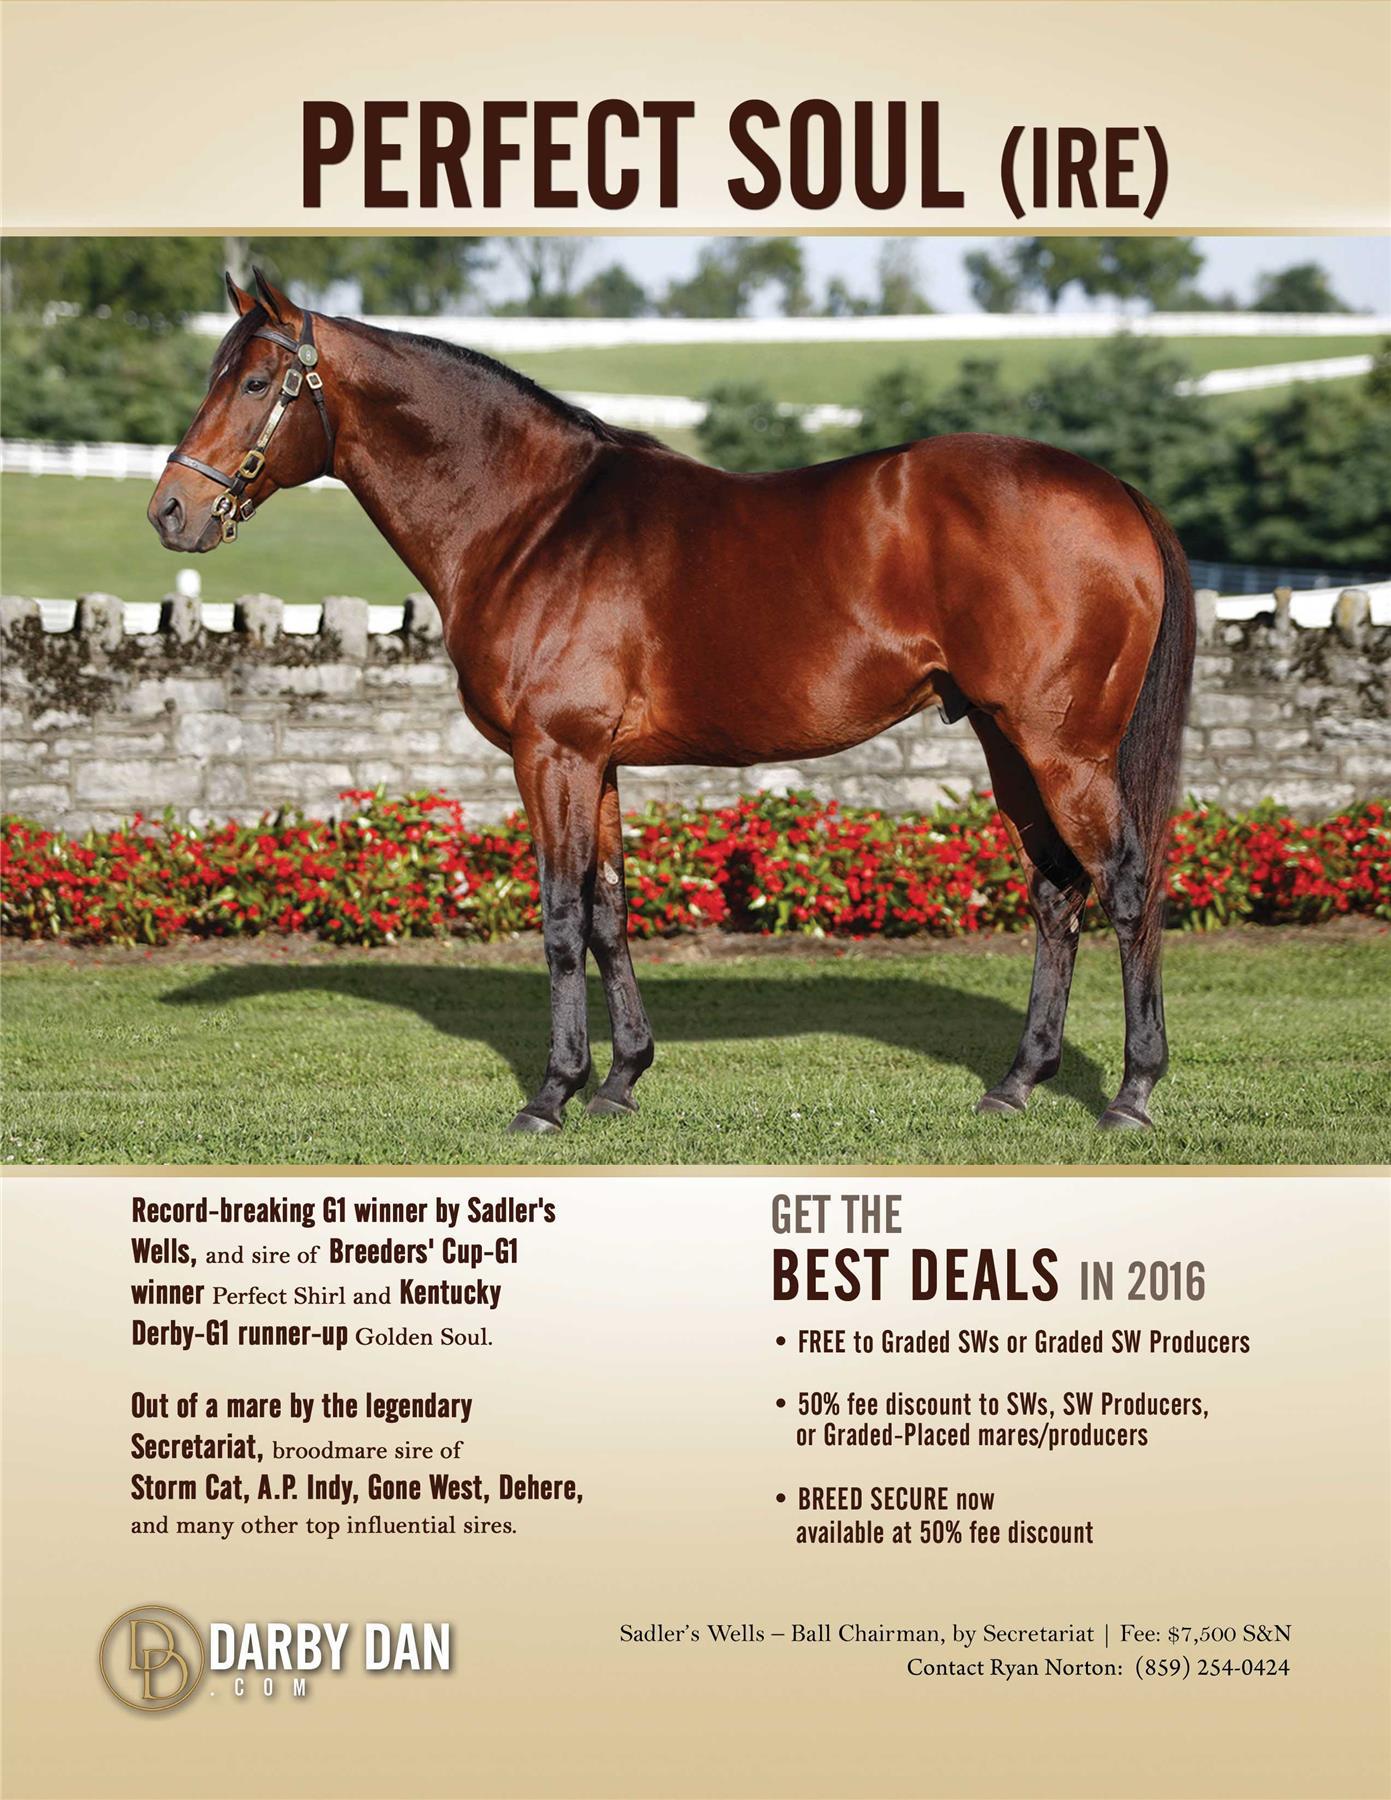 PERFECT SOUL (IRE)
Record-breaking G1 winner by Sadler's
Wells, and sire of Breeders' Cup-G1
winner Perfect Shirl and Kentucky
Derby-G1 runner-up Golden Soul.
Out of a mare by the legendary
Secretariat, broodmare sire of
Storm Cat, A.P. Indy, Gone West, Dehere,
and many other top influential sires.
GET THE
BEST DEALS IN 2016
• FREE to Graded SWs or Graded SW Producers
• 50% fee discount to SWs, SW Producers,
or Graded-Placed mares/producers
• BREED SECURE now
available at 50% fee discount
DD DARBY DAN
.COM
Sadler's Wells – Ball Chairman, by Secretariat | Fee: $7,500 S&N
Contact Ryan Norton: (859) 254-0424